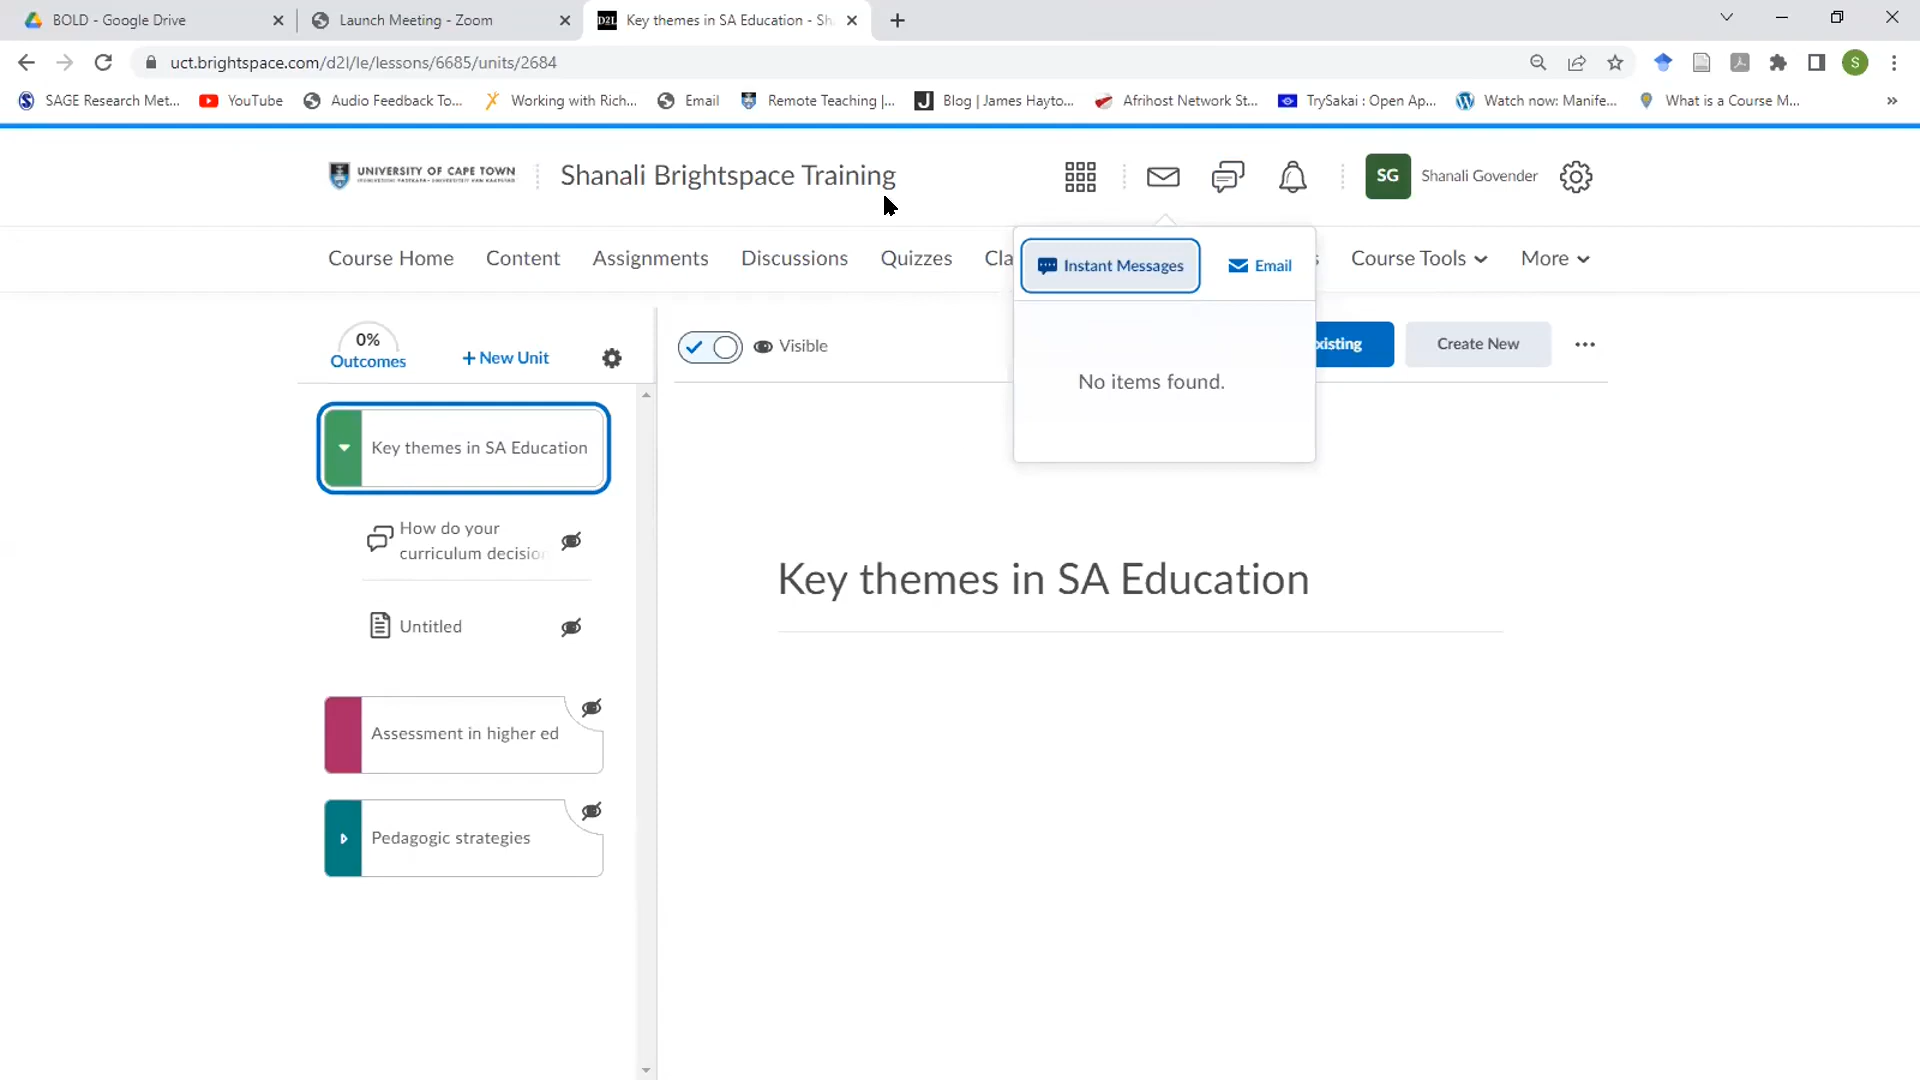 BOLD - Google Drive
Launch Meeting - Zoom
D2L Key themes in SA Education - Sh
uct.brightspace.com/d2l/le/lessons/6685/units/2684
S
SAGE Research Met...
YouTube
Audio Feedback To...
Working with Rich...
Email
Remote Teaching |...
Blog | James Hayto...
Afrihost Network St...
TrySakai : Open Ap...
Watch now: Manife...
What is a Course M...
UNIVERSITY OF CAPE TOWN
Shanali Brightspace Training
SG
Shanali Govender
Course Home
Content
Assignments
Discussions
Quizzes
Cla
Instant Messages
Email
s
Course Tools
More
No items found.
0%
Outcomes
+ New Unit
Visible
xisting
Create New
Key themes in SA Education
How do your
curriculum decision
Untitled
Assessment in higher ed
Pedagogic strategies
Key themes in SA Education